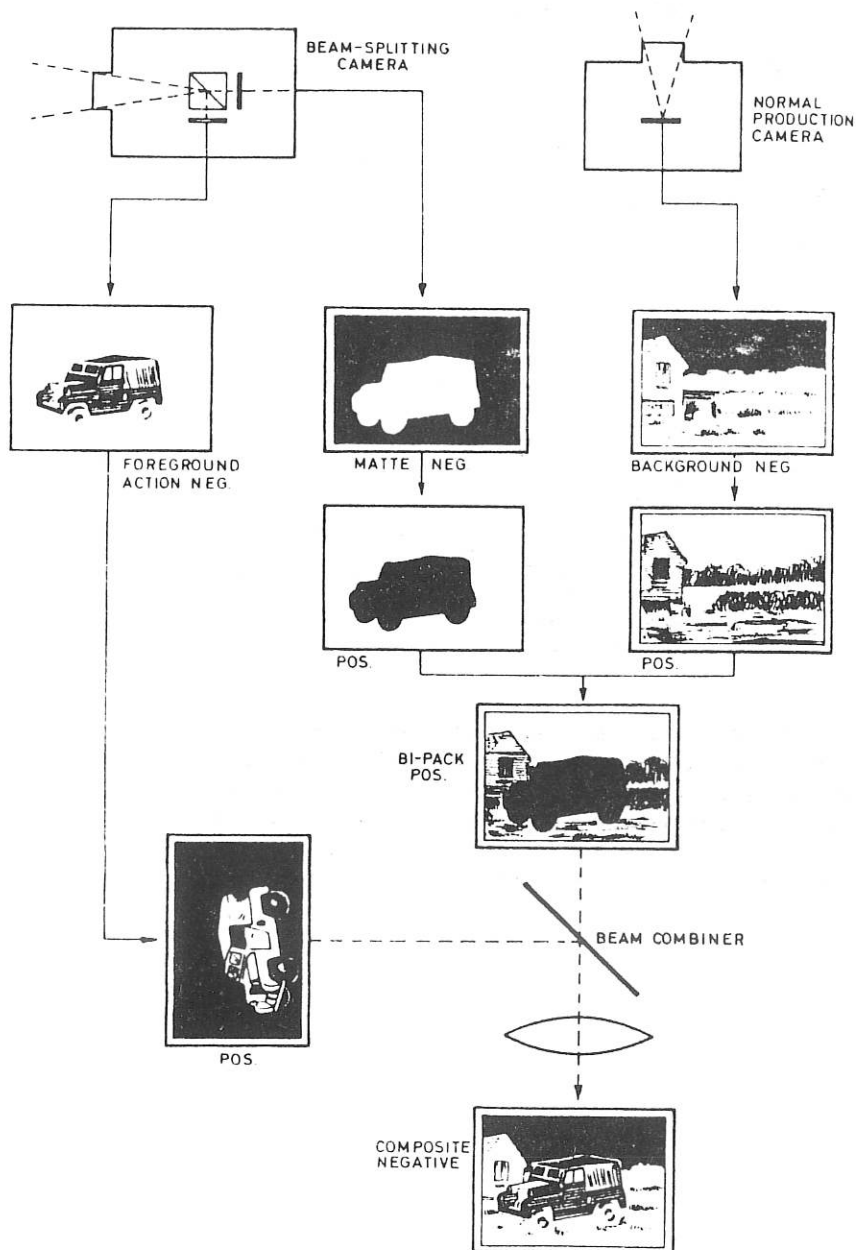 BEAM-SPLITTING
CAMERA
NORMAL
PRODUCTION
CAMERA
FOREGROUND
ACTION NEG.
MATTE NEG
BACKGROUND NEG
POS.
POS.
BI-PACK
POS.
BEAM COMBINER
POS.
COMPOSITE
NEGATIVE